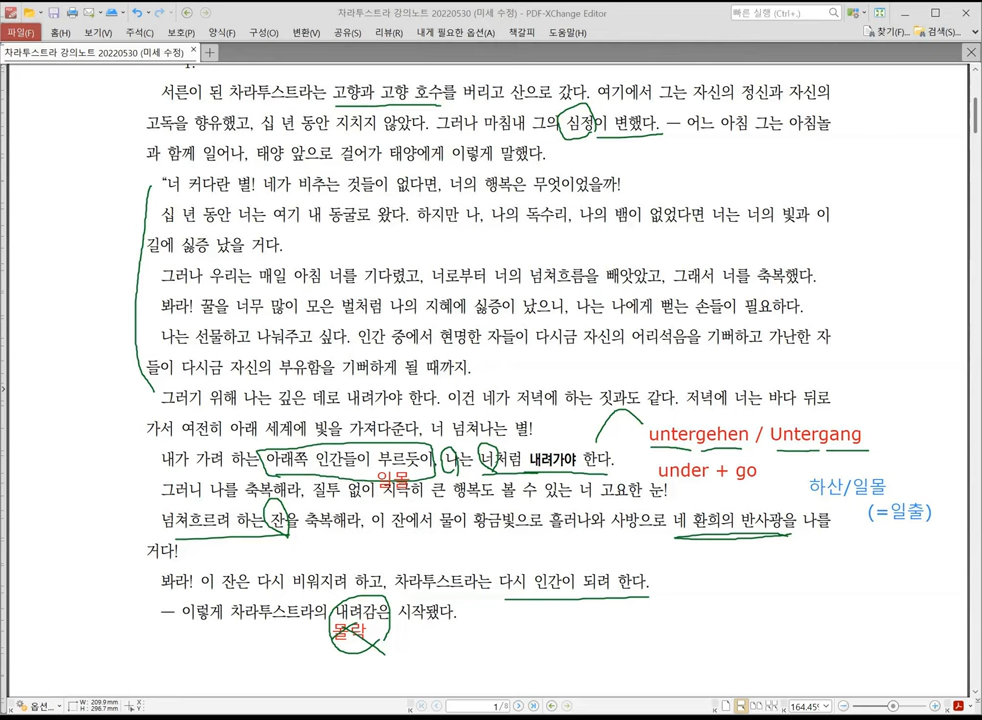 차라투스트라 강의노트 20220530 (미세 수정) - PDF-XChange Editor
빠른 실행 (Ctrl+.)
파일(F) 홈(H) 보기(V) 주석(C) 보호(P) 양식(F) 구성(O) 변환(V) 공유(S) 리뷰(R) 내게 필요한 옵션(A) 책갈피 도움말(H) 찾기(F)... 검색(S)...
차라투스트라 강의노트 20220530 (미세 수정)
1.
서른이 된 차라투스트라는 고향과 고향 호수를 버리고 산으로 갔다. 여기에서 그는 자신의 정신과 자신의
고독을 향유했고, 십 년 동안 지치지 않았다. 그러나 마침내 그의 심정이 변했다. ─ 어느 아침 그는 아침놀
과 함께 일어나, 태양 앞으로 걸어가 태양에게 이렇게 말했다.
“너 커다란 별! 네가 비추는 것들이 없다면, 너의 행복은 무엇이었을까!
십 년 동안 너는 여기 내 동굴로 왔다. 하지만 나, 나의 독수리, 나의 뱀이 없었다면 너는 너의 빛과 이
길에 싫증 났을 거다.
그러나 우리는 매일 아침 너를 기다렸고, 너로부터 너의 넘쳐흐름을 빼앗았고, 그래서 너를 축복했다.
봐라! 꿀을 너무 많이 모은 벌처럼 나의 지혜에 싫증이 났으니, 나는 나에게 뻗는 손들이 필요하다.
나는 선물하고 나눠주고 싶다. 인간 중에서 현명한 자들이 다시금 자신의 어리석음을 기뻐하고 가난한 자
들이 다시금 자신의 부유함을 기뻐하게 될 때까지.
그러기 위해 나는 깊은 데로 내려가야 한다. 이건 네가 저녁에 하는 짓과도 같다. 저녁에 너는 바다 뒤로
가서 여전히 아래 세계에 빛을 가져다준다, 너 넘쳐나는 별!
untergehen / Untergang
내가 가려 하는 아래쪽 인간들이 부르듯이, 나는 너처럼 내려가야 한다.
under + go
일몰
하산/일몰
그러니 나를 축복해라, 질투 없이 지극히 큰 행복도 볼 수 있는 너 고요한 눈!
(=일출)
넘쳐흐르려 하는 잔을 축복해라, 이 잔에서 물이 황금빛으로 흘러나와 사방으로 네 환희의 반사광을 나를
거다!
봐라! 이 잔은 다시 비워지려 하고, 차라투스트라는 다시 인간이 되려 한다.
─ 이렇게 차라투스트라의 내려감은 시작됐다.
몰락
옵션... W: 209.9mm X:
H: 296.7mm Y:
1/8
164.45%